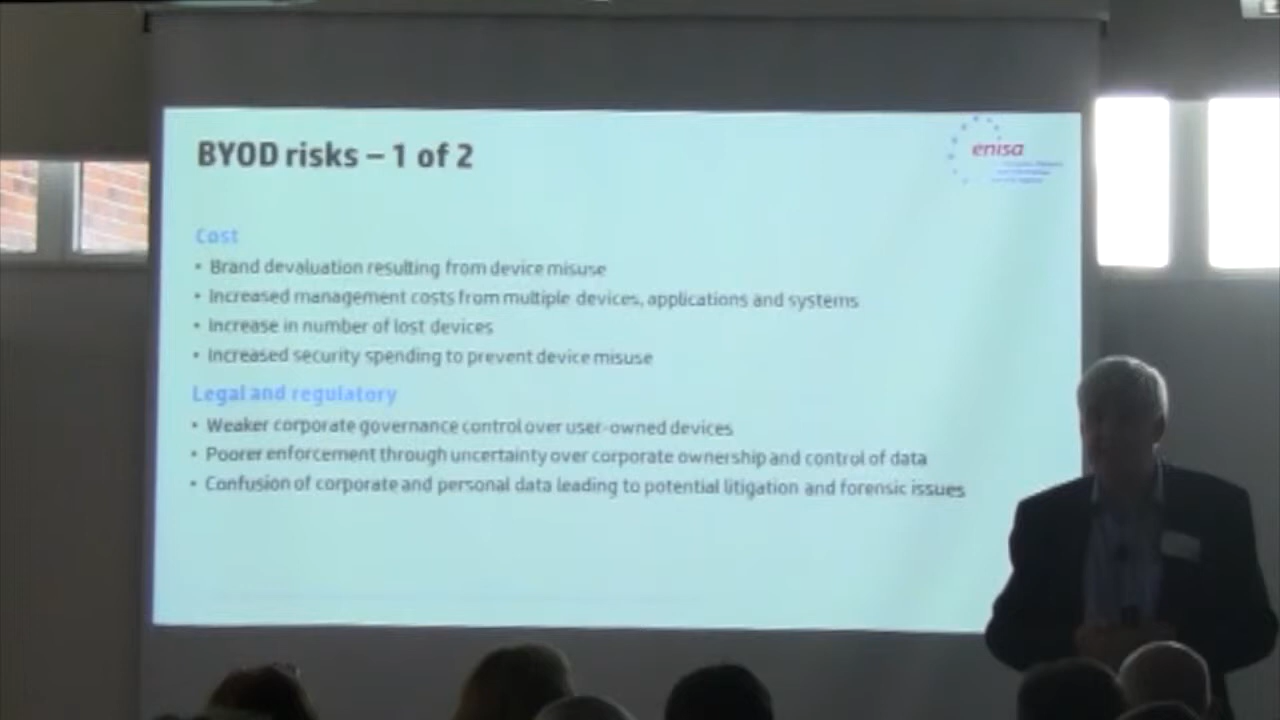 BYOD risks – 1 of 2
enisa
Cost
• Brand devaluation resulting from device misuse
• Increased management costs from multiple devices, applications and systems
• Increase in number of lost devices
• Increased security spending to prevent device misuse
Legal and regulatory
• Weaker corporate governance control over user-owned devices
• Poorer enforcement through uncertainty over corporate ownership and control of data
• Confusion of corporate and personal data leading to potential litigation and forensic issues